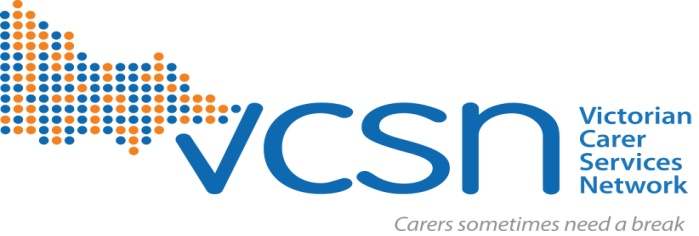 vcsn
Victorian
Carer
Services
Network
Carers sometimes need a break